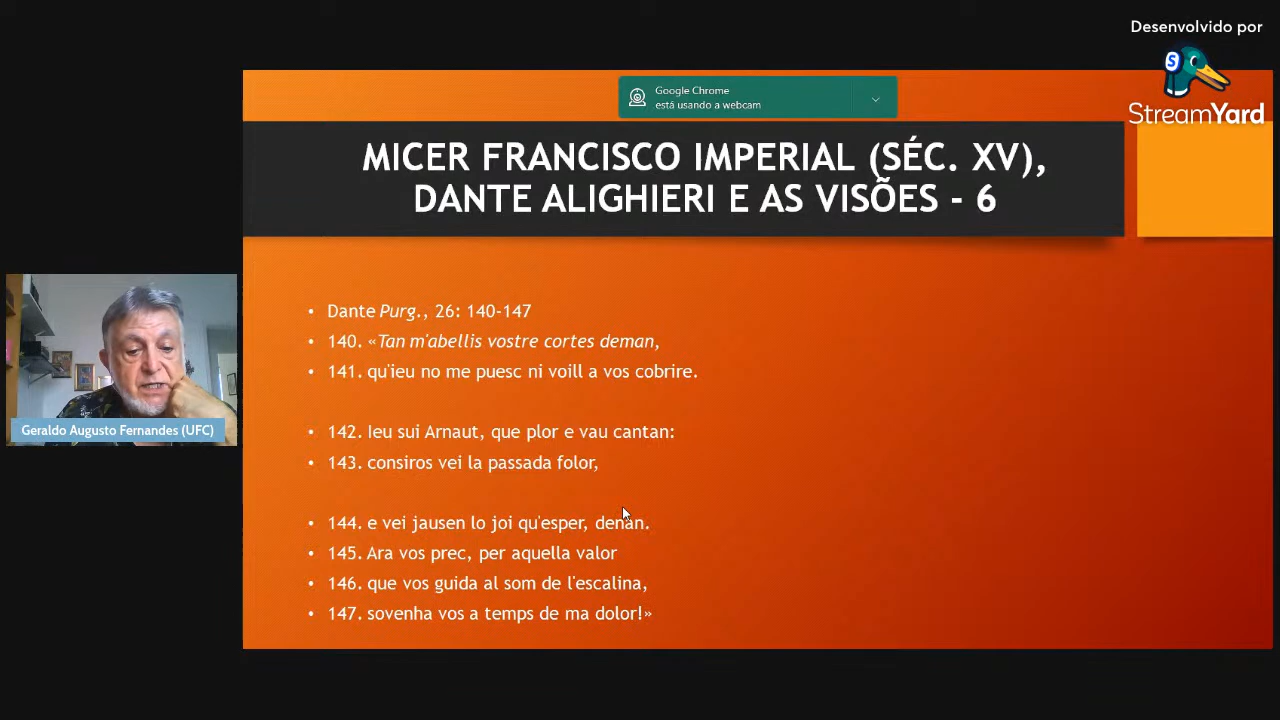 Desenvolvido por
StreamYard
Google Chrome
está usando a webcam
MICER FRANCISCO IMPERIAL (SÉC. XV),
DANTE ALIGHIERI E AS VISÕES - 6
• Dante Purg., 26: 140-147
• 140. «Tan m'abellis vostre cortes deman,
• 141. qu'ieu no me puesc ni voill a vos cobrire.
• 142. Ieu sui Arnaut, que plor e vau cantan:
• 143. consiros vei la passada folor,
• 144. e vei jausen lo joi qu'esper, denan.
• 145. Ara vos prec, per aquella valor
• 146. que vos guida al som de l'escalina,
• 147. sovenha vos a temps de ma dolor!»
Geraldo Augusto Fernandes (UFC)